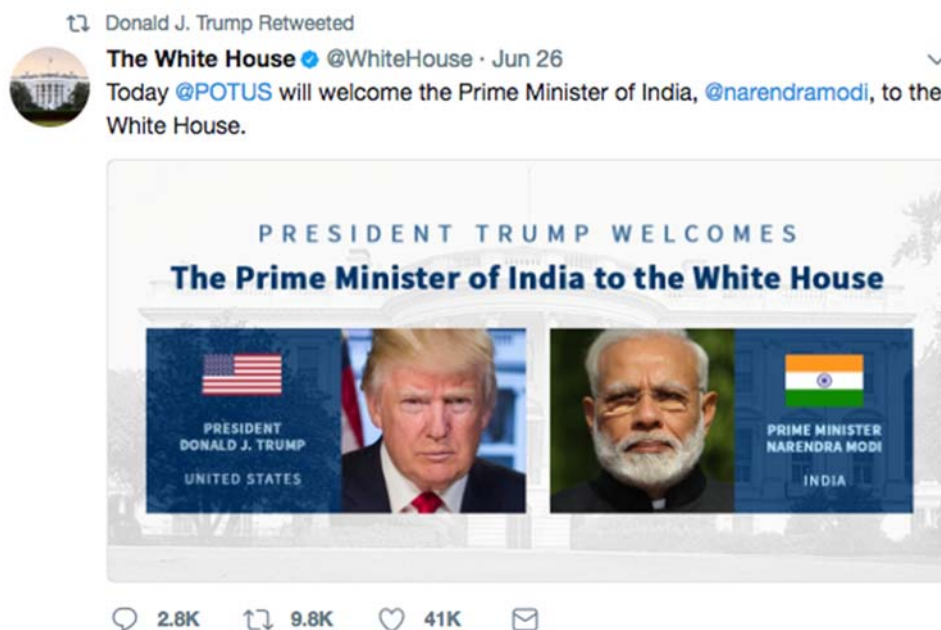 Donald J. Trump Retweeted
The White House @WhiteHouse · Jun 26
Today @POTUS will welcome the Prime Minister of India, @narendramodi, to the
White House.
PRESIDENT TRUMP WELCOMES
The Prime Minister of India to the White House
PRESIDENT
DONALD J. TRUMP
UNITED STATES
PRIME MINISTER
NARENDRA MODI
INDIA
2.8K 9.8K 41K